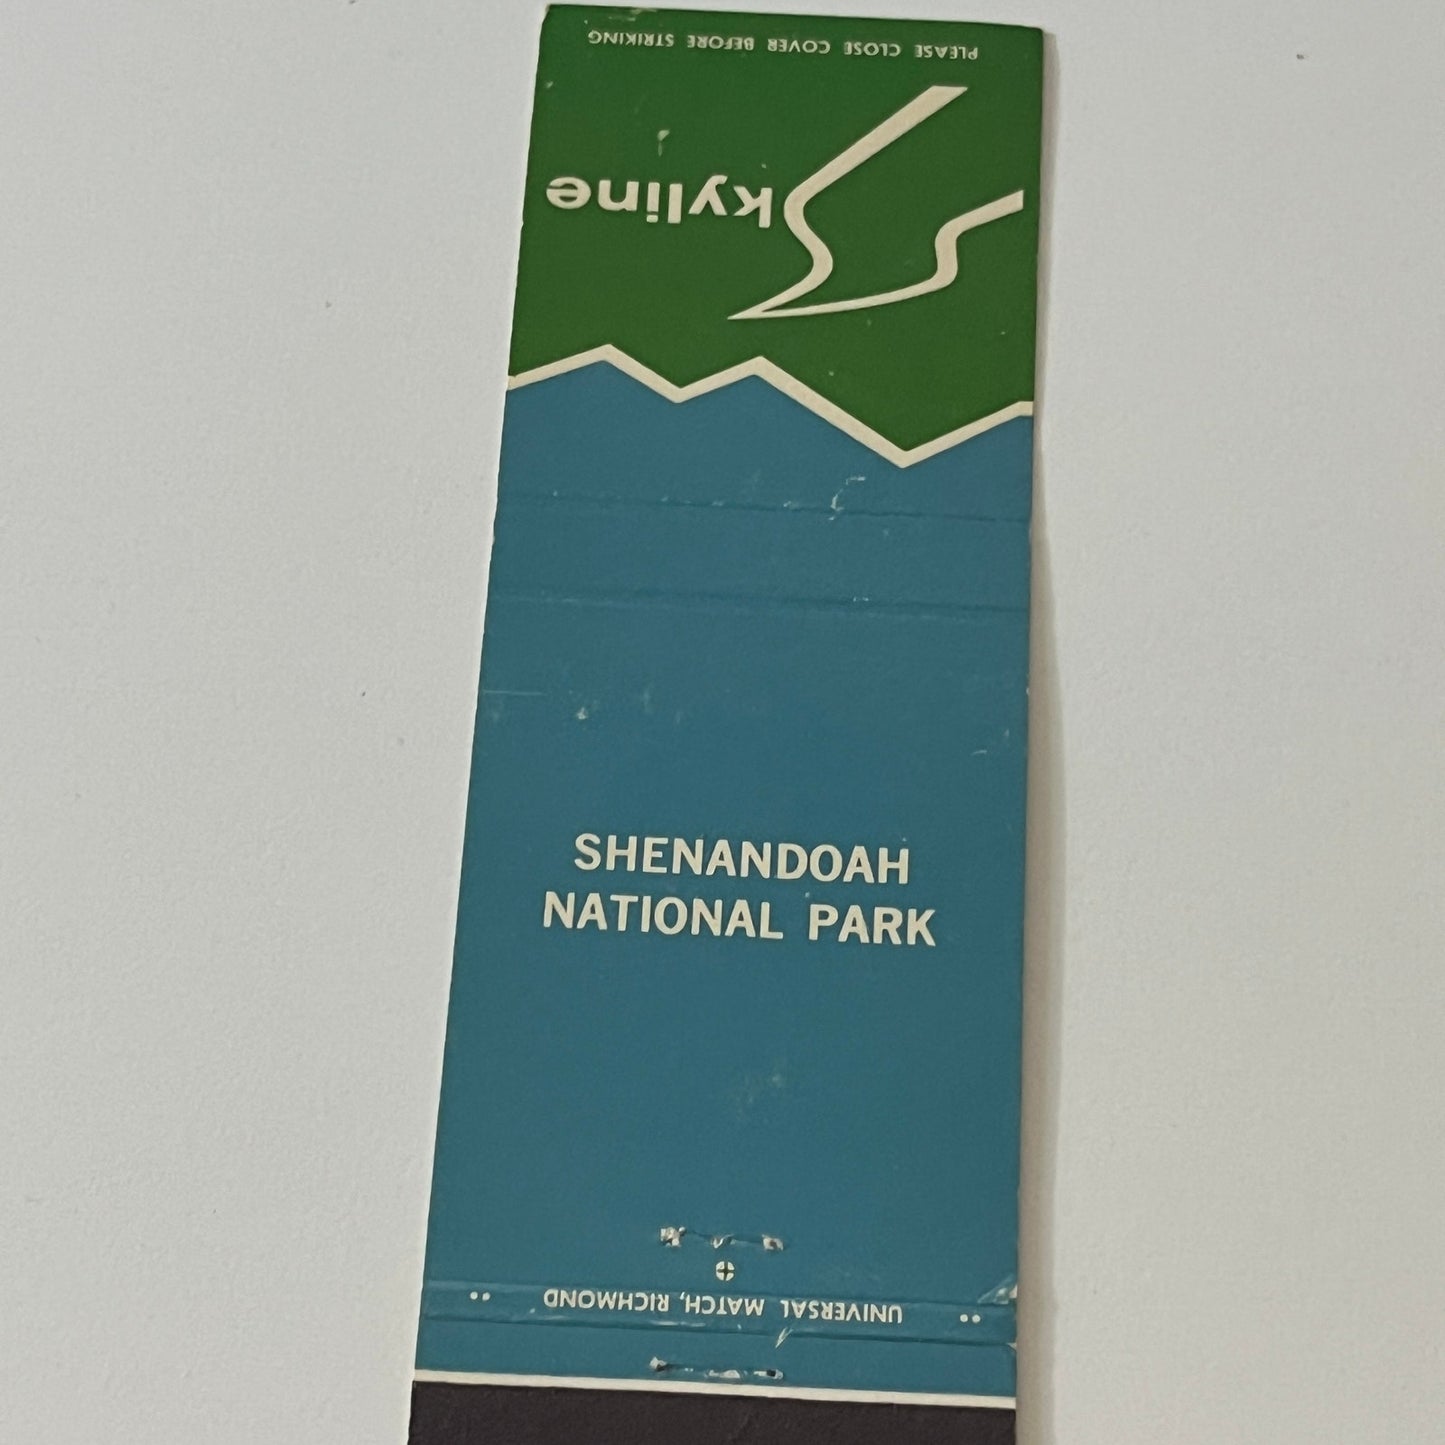 PLEASE CLOSE COVER BEFORE STRIKING
Skyline
SHENANDOAH
NATIONAL PARK
UNIVERSAL MATCH, RICHMOND